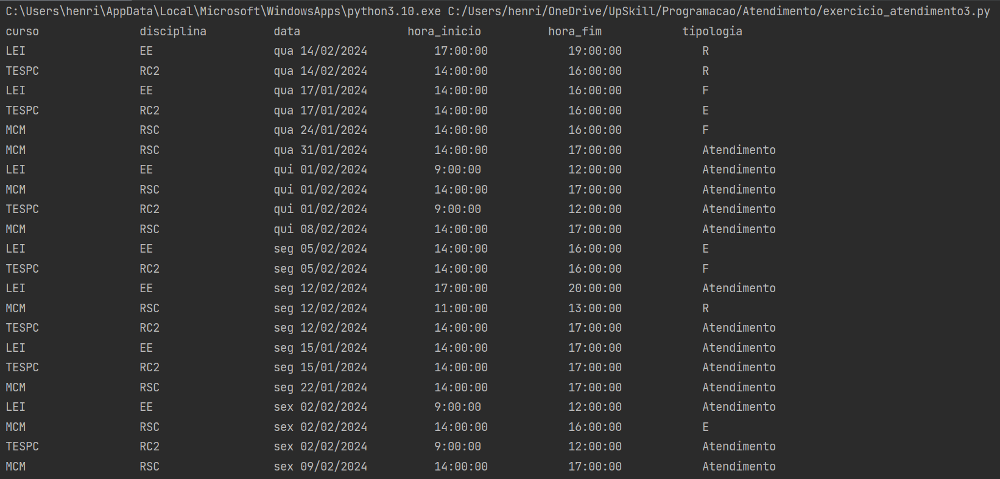 C:\Users\henri\AppData\Local\Microsoft\WindowsApps\python3.10.exe C:/Users/henri/OneDrive/UpSkill/Programacao/Atendimento/exercicio_atendimento3.py
curso disciplina data hora_inicio hora_fim tipologia
LEI EE qua 14/02/2024 17:00:00 19:00:00 R
TESPC RC2 qua 14/02/2024 14:00:00 16:00:00 R
LEI EE qua 17/01/2024 14:00:00 16:00:00 F
TESPC RC2 qua 17/01/2024 14:00:00 16:00:00 E
MCM RSC qua 24/01/2024 14:00:00 16:00:00 F
MCM RSC qua 31/01/2024 14:00:00 17:00:00 Atendimento
LEI EE qui 01/02/2024 9:00:00 12:00:00 Atendimento
MCM RSC qui 01/02/2024 14:00:00 17:00:00 Atendimento
TESPC RC2 qui 01/02/2024 9:00:00 12:00:00 Atendimento
MCM RSC qui 08/02/2024 14:00:00 17:00:00 Atendimento
LEI EE seg 05/02/2024 14:00:00 16:00:00 E
TESPC RC2 seg 05/02/2024 14:00:00 16:00:00 F
LEI EE seg 12/02/2024 17:00:00 20:00:00 Atendimento
MCM RSC seg 12/02/2024 11:00:00 13:00:00 R
TESPC RC2 seg 12/02/2024 14:00:00 17:00:00 Atendimento
LEI EE seg 15/01/2024 14:00:00 17:00:00 Atendimento
TESPC RC2 seg 15/01/2024 14:00:00 17:00:00 Atendimento
MCM RSC seg 22/01/2024 14:00:00 17:00:00 Atendimento
LEI EE sex 02/02/2024 9:00:00 12:00:00 Atendimento
MCM RSC sex 02/02/2024 14:00:00 16:00:00 E
TESPC RC2 sex 02/02/2024 9:00:00 12:00:00 Atendimento
MCM RSC sex 09/02/2024 14:00:00 17:00:00 Atendimento